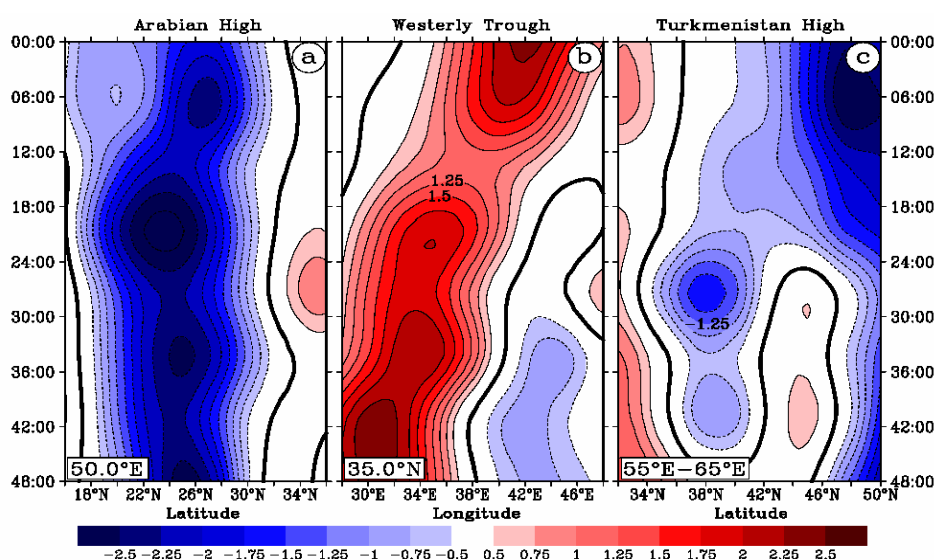 Arabian High
Westerly Trough
Turkmenistan High
00:00
06:00
12:00
18:00
24:00
30:00
36:00
42:00
48:00
a
50.0°E
18°N 22°N 26°N 30°N 34°N
Latitude
b
1.25
1.5
35.0°N
30°E 34°E 38°E 42°E 46°E
Longitude
c
-1.25
55°E-65°E
34°N 38°N 42°N 46°N 50°N
Latitude
00:00
06:00
12:00
18:00
24:00
30:00
36:00
42:00
48:00
-2.5 -2.25 -2 -1.75 -1.5 -1.25 -1 -0.75 -0.5 0.5 0.75 1 1.25 1.5 1.75 2 2.25 2.5